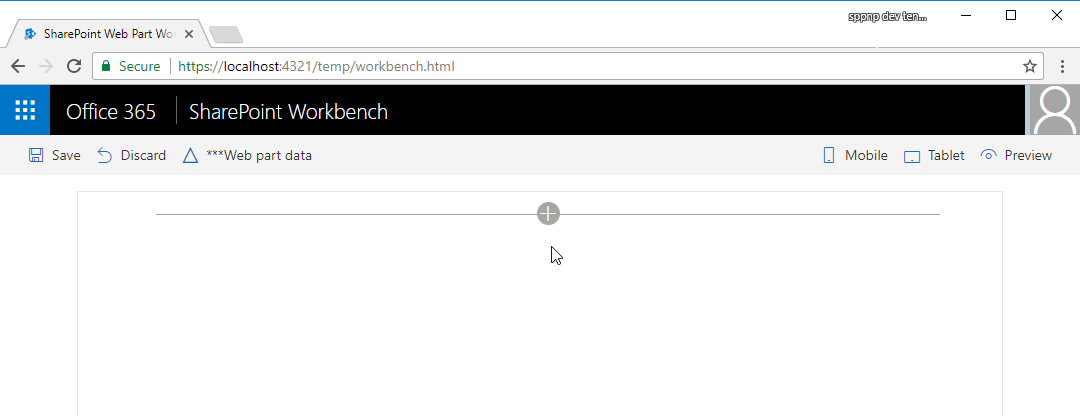 sppnp dev ten...
SharePoint Web Part Wo
Secure https://localhost:4321/temp/workbench.html
Office 365 SharePoint Workbench
Save Discard ***Web part data Mobile Tablet Preview